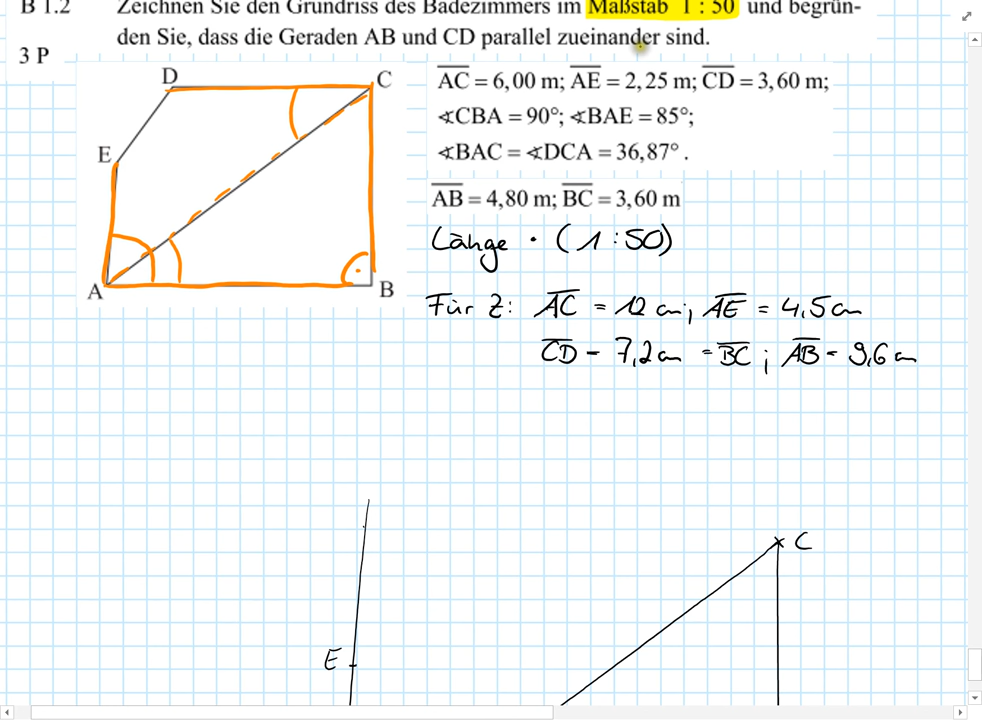 B 1.2 Zeichnen Sie den Grundriss des Badezimmers im Maßstab 1 : 50 und begrün-
den Sie, dass die Geraden AB und CD parallel zueinander sind.
3 P
D
C
E
A
B
AC = 6,00 m; AE = 2,25 m; CD = 3,60 m;
∢CBA = 90°; ∢BAE = 85°;
∢BAC = ∢DCA = 36,87° .
AB = 4,80 m; BC = 3,60 m
Länge · (1:50)
Für Z: AC = 12 cm; AE = 4,5 cm
CD = 7,2 cm = BC ; AB = 9,6 cm
C
E